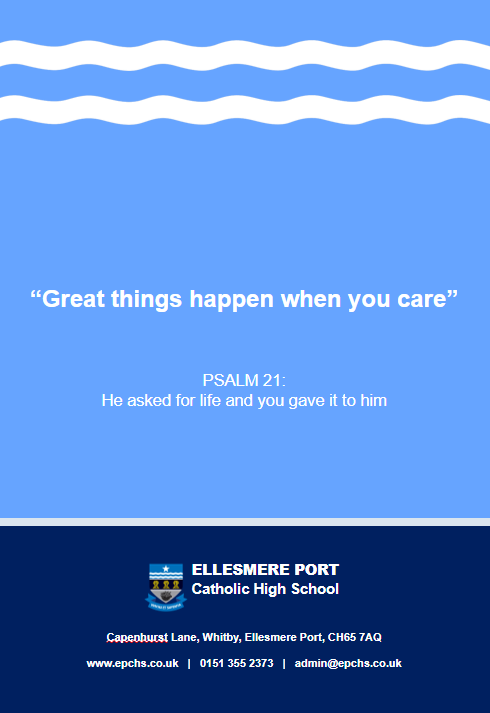 “Great things happen when you care”
PSALM 21:
He asked for life and you gave it to him
ELLESMERE PORT
Catholic High School
Capenhurst Lane, Whitby, Ellesmere Port, CH65 7AQ
www.epchs.co.uk | 0151 355 2373 | admin@epchs.co.uk